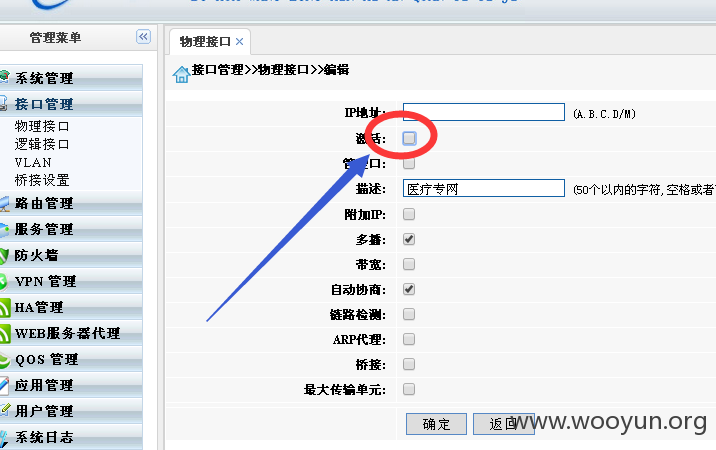 管理菜单
物理接口
接口管理>>物理接口>>编辑
系统管理
接口管理
物理接口
逻辑接口
VLAN
桥接设置
路由管理
服务管理
防火墙
VPN 管理
HA管理
WEB服务器代理
QOS 管理
应用管理
用户管理
系统日志
IP地址:
(A.B.C.D/M)
激活:
管理口:
描述:
医疗专网
(50个以内的字符,空格或者
附加IP:
多播:
带宽:
自动协商:
链路检测:
ARP代理:
桥接:
最大传输单元:
确定
返回
www.wooyun.org